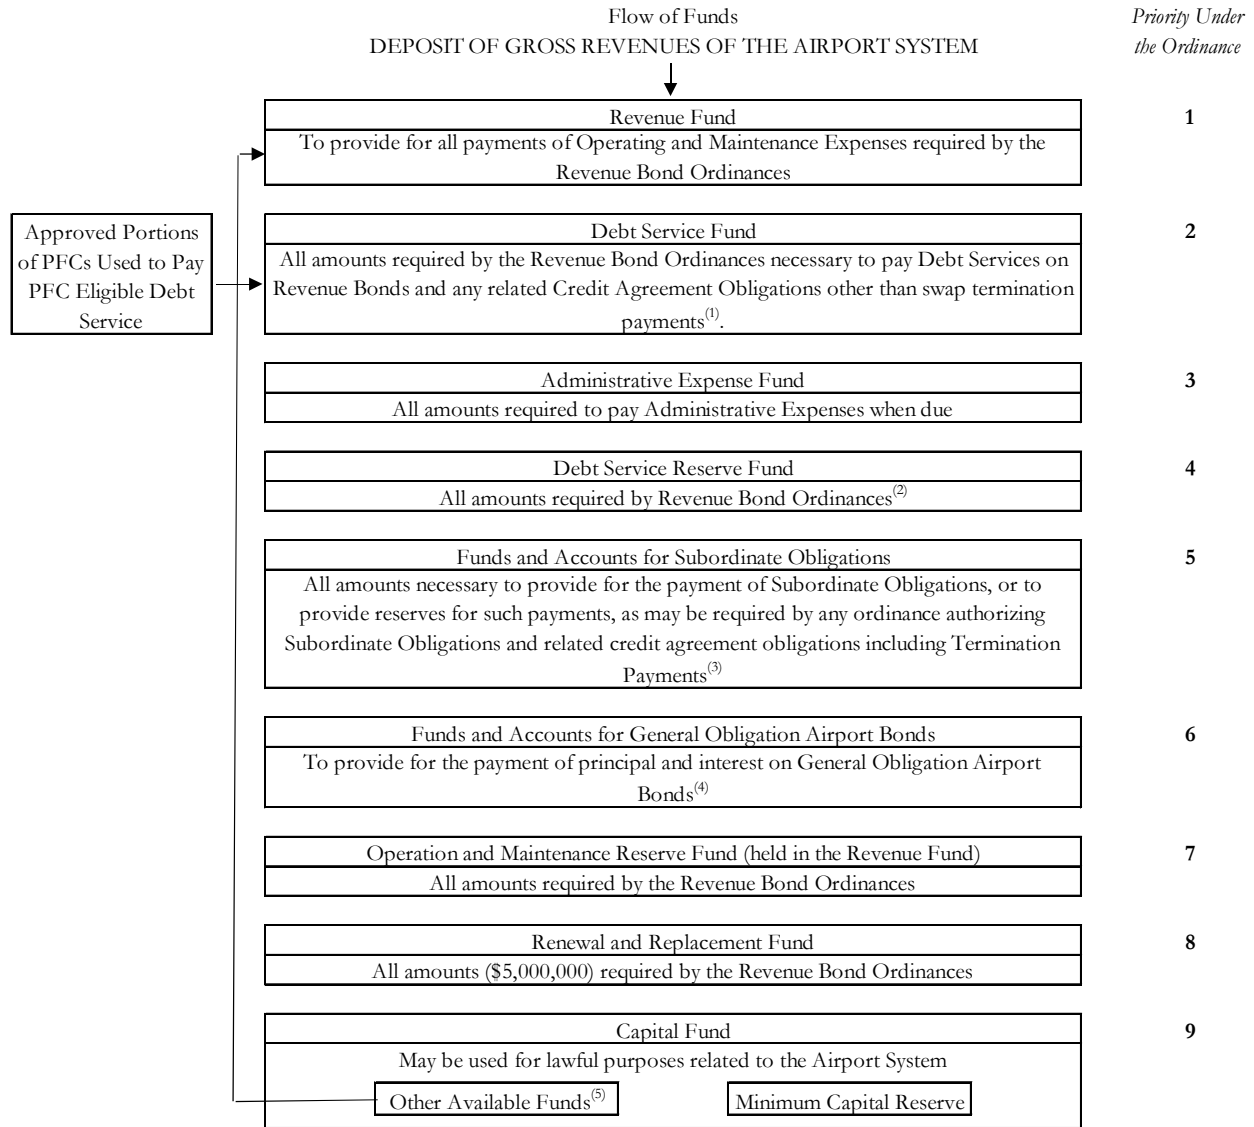 Flow of Funds
Priority Under
DEPOSIT OF GROSS REVENUES OF THE AIRPORT SYSTEM
the Ordinance
Revenue Fund
1
To provide for all payments of Operating and Maintenance Expenses required by the
Revenue Bond Ordinances
Approved Portions
of PFCs Used to Pay
PFC Eligible Debt
Service
Debt Service Fund
2
All amounts required by the Revenue Bond Ordinances necessary to pay Debt Services on
Revenue Bonds and any related Credit Agreement Obligations other than swap termination
payments(1).
Administrative Expense Fund
3
All amounts required to pay Administrative Expenses when due
Debt Service Reserve Fund
4
All amounts required by Revenue Bond Ordinances(2)
Funds and Accounts for Subordinate Obligations
5
All amounts necessary to provide for the payment of Subordinate Obligations, or to
provide reserves for such payments, as may be required by any ordinance authorizing
Subordinate Obligations and related credit agreement obligations including Termination
Payments(3)
Funds and Accounts for General Obligation Airport Bonds
6
To provide for the payment of principal and interest on General Obligation Airport
Bonds(4)
Operation and Maintenance Reserve Fund (held in the Revenue Fund)
7
All amounts required by the Revenue Bond Ordinances
Renewal and Replacement Fund
8
All amounts ($5,000,000) required by the Revenue Bond Ordinances
Capital Fund
9
May be used for lawful purposes related to the Airport System
Other Available Funds(5)
Minimum Capital Reserve